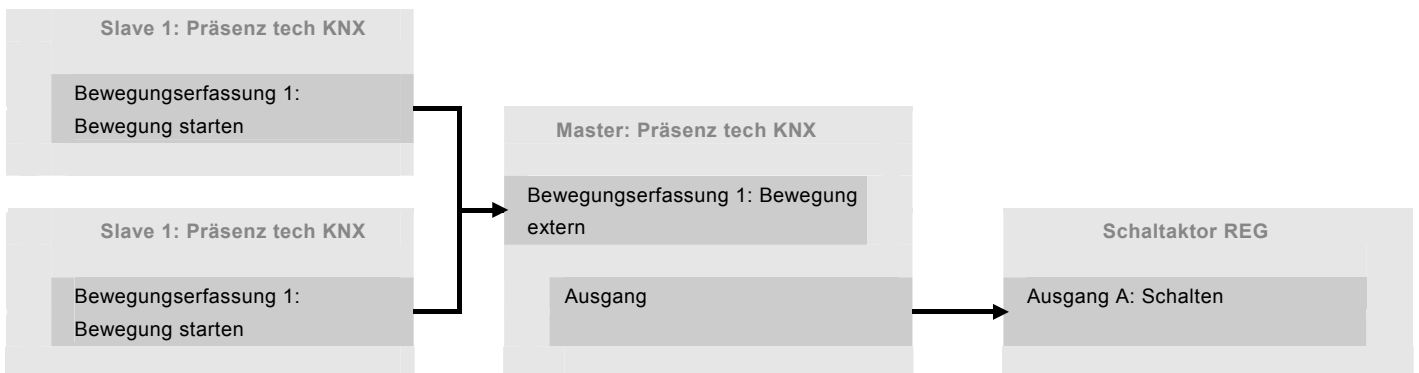 Slave 1: Präsenz tech KNX
Bewegungserfassung 1:
Bewegung starten
Slave 1: Präsenz tech KNX
Bewegungserfassung 1:
Bewegung starten
Master: Präsenz tech KNX
Bewegungserfassung 1: Bewegung
extern
Ausgang
Schaltaktor REG
Ausgang A: Schalten